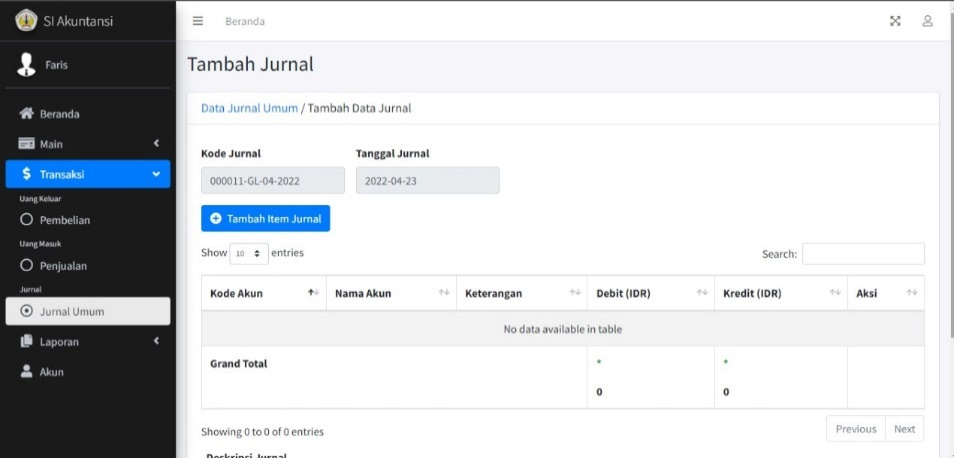 SI Akuntansi
Beranda
Faris
Tambah Jurnal
Beranda
Main
Transaksi
Uang Keluar
Pembelian
Uang Masuk
Penjualan
Jurnal
Jurnal Umum
Laporan
Akun
Data Jurnal Umum / Tambah Data Jurnal
Kode Jurnal Tanggal Jurnal
000011-GL-04-2022 2022-04-23
Tambah Item Jurnal
Show 10 entries Search:
Kode Akun Nama Akun Keterangan Debit (IDR) Kredit (IDR) Aksi
No data available in table
Grand Total * *
0 0
Showing 0 to 0 of 0 entries Previous Next
Deskripsi Jurnal